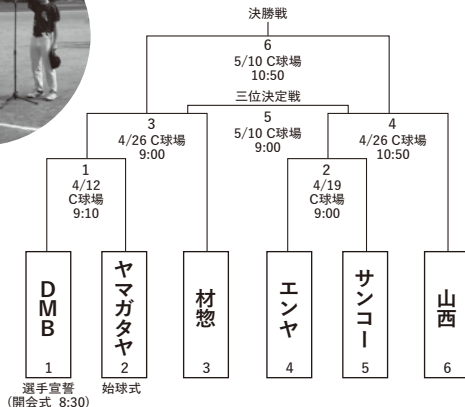 決勝戦
6
5/10 C球場
10:50
三位決定戦
5
5/10 C球場
9:00
3
4/26 C球場
9:00
4
4/26 C球場
10:50
1
4/12
C球場
9:10
2
4/19
C球場
9:00
DMB
1
ヤマガタヤ
2
材惣
3
エンヤ
4
サンコー
5
山西
6
選手宣誓
(開会式 8:30)
始球式